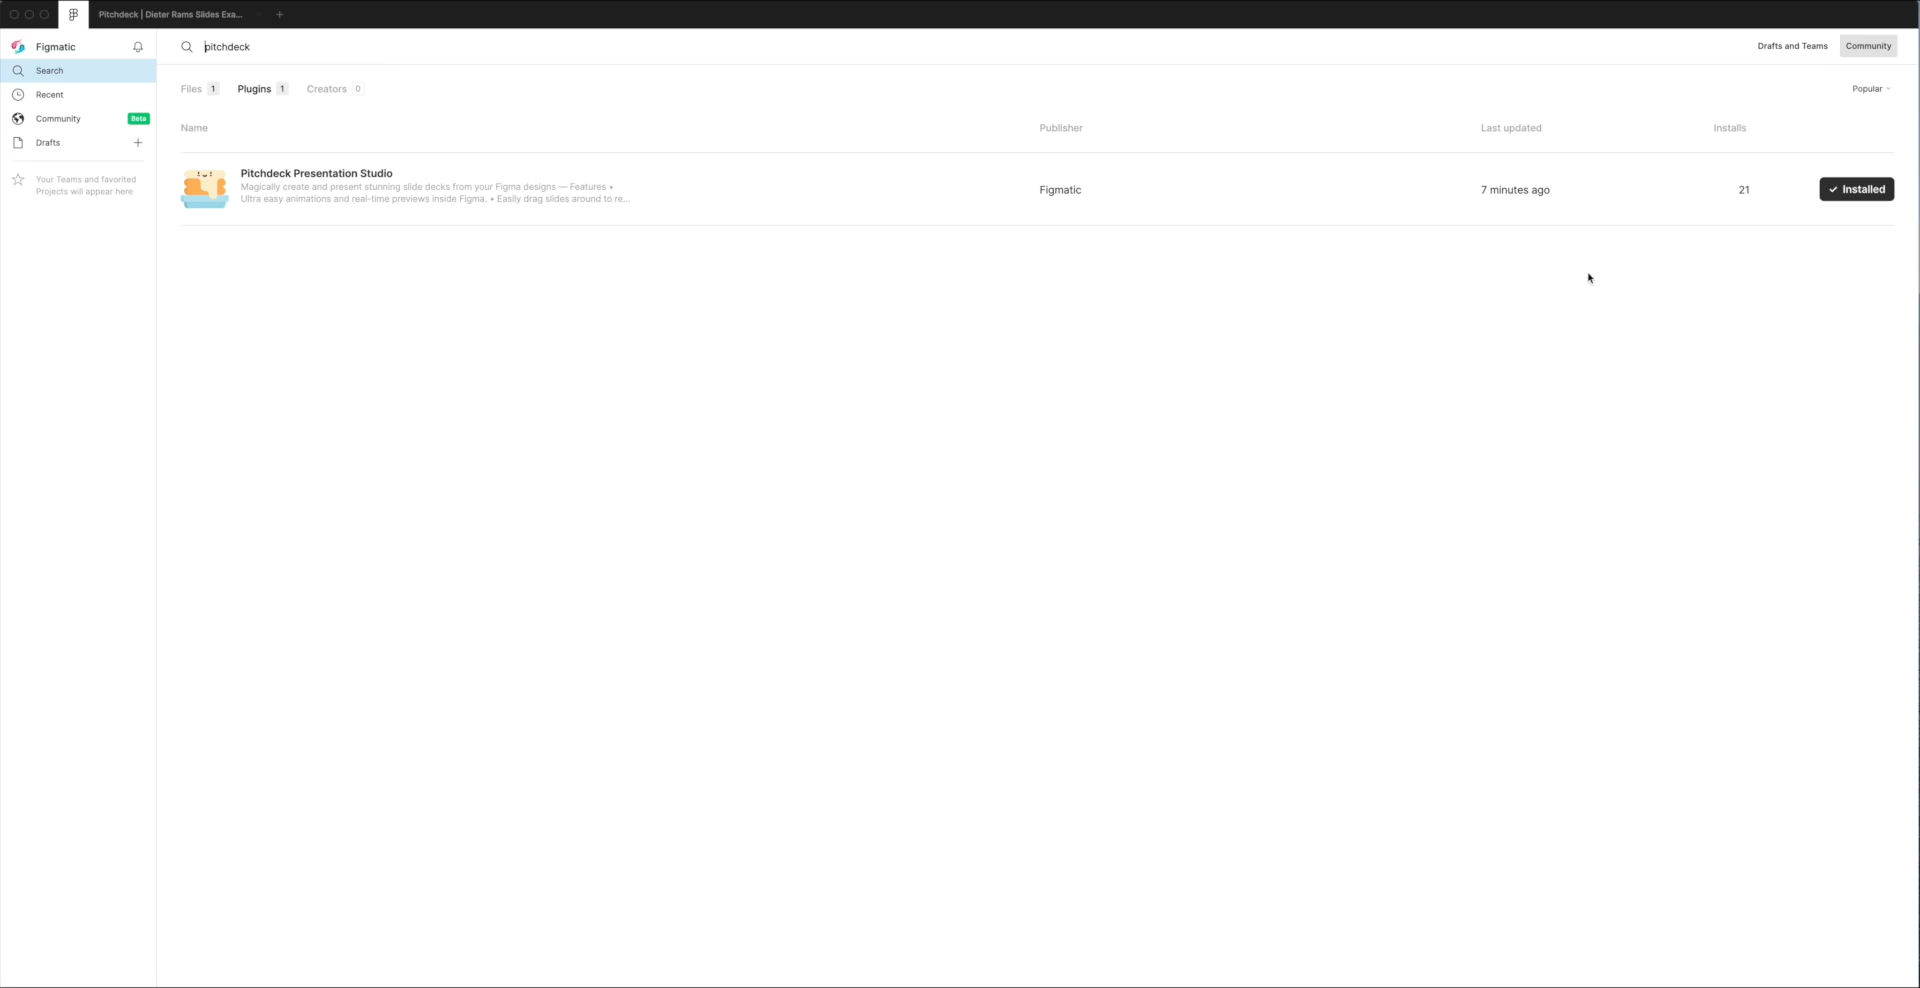 Pitchdeck | Dieter Rams Slides Exa...
Figmatic
pitchdeck
Drafts and Teams
Community
Search
Recent
Community
Beta
Drafts
Your Teams and favorited
Projects will appear here
Files 1
Plugins 1
Creators 0
Popular
Name
Publisher
Last updated
Installs
Pitchdeck Presentation Studio
Magically create and present stunning slide decks from your Figma designs — Features •
Ultra easy animations and real-time previews inside Figma. • Easily drag slides around to re...
Figmatic
7 minutes ago
21
Installed